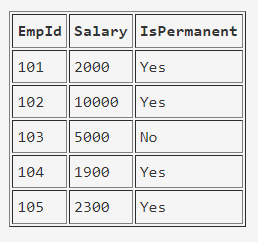 EmpId Salary IsPermanent
101 2000 Yes
102 10000 Yes
103 5000 No
104 1900 Yes
105 2300 Yes